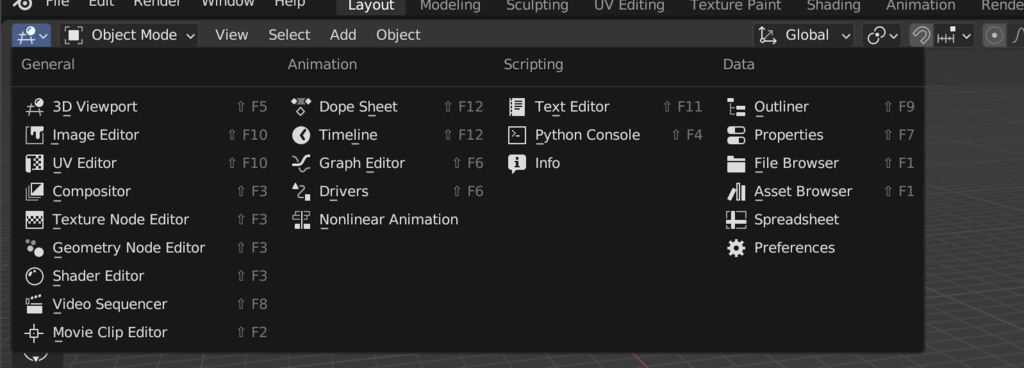 File Edit Render Window Help Layout Modeling Sculpting UV Editing Texture Paint Shading Animation
Object Mode View Select Add Object Global
General Animation Scripting Data
3D Viewport ⇧ F5 Dope Sheet ⇧ F12 Text Editor ⇧ F11 Outliner ⇧ F9
Image Editor ⇧ F10 Timeline ⇧ F12 Python Console ⇧ F4 Properties ⇧ F7
UV Editor ⇧ F10 Graph Editor ⇧ F6 Info File Browser ⇧ F1
Compositor ⇧ F3 Drivers ⇧ F6 Asset Browser ⇧ F1
Texture Node Editor ⇧ F3 Nonlinear Animation Spreadsheet
Geometry Node Editor ⇧ F3 Preferences
Shader Editor ⇧ F3
Video Sequencer ⇧ F8
Movie Clip Editor ⇧ F2